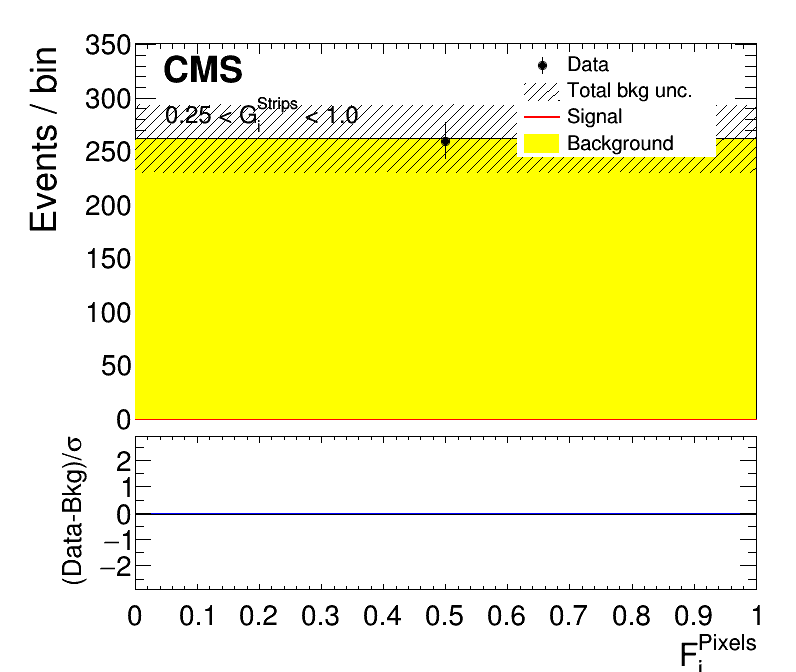 Events / bin
350
300
250
200
150
100
50
0
CMS
0.25 < G_i^Strips < 1.0
Data
Total bkg unc.
Signal
Background
(Data-Bkg)/σ
2
1
0
−1
−2
0 0.1 0.2 0.3 0.4 0.5 0.6 0.7 0.8 0.9 1
F_i^Pixels